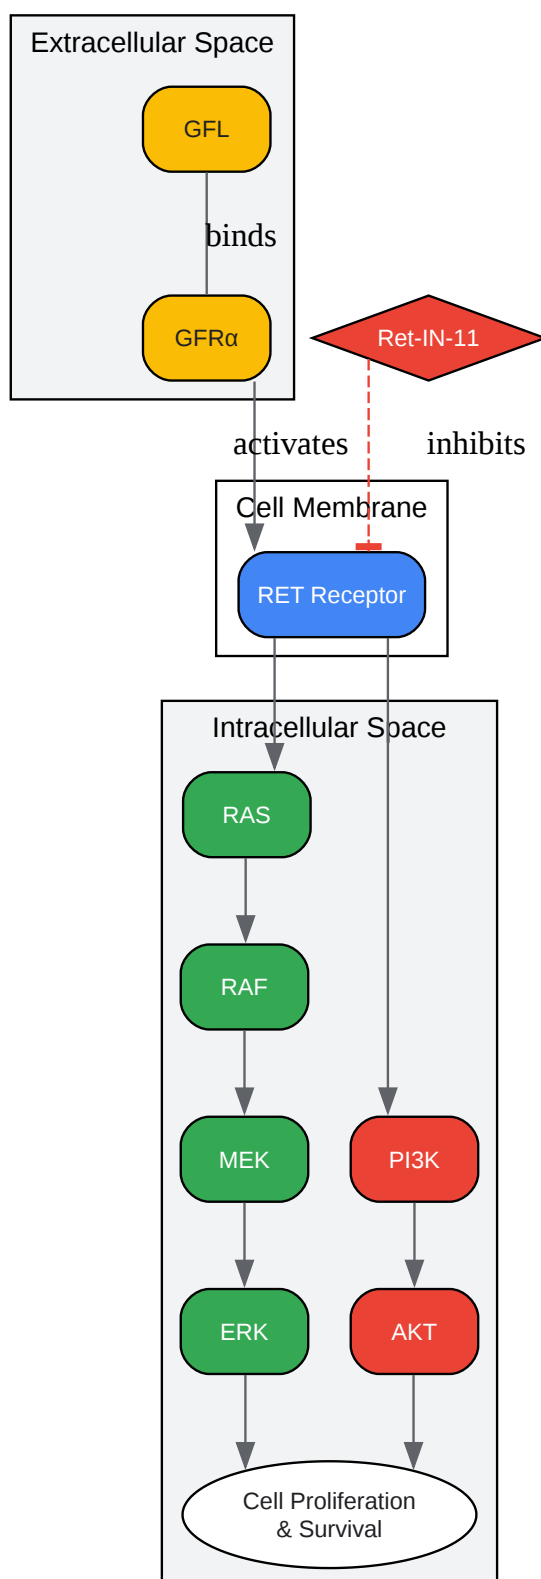 Extracellular Space
GFL
binds
GFRα
Ret-IN-11
activates
inhibits
Cell Membrane
RET Receptor
Intracellular Space
RAS
RAF
MEK
PI3K
ERK
AKT
Cell Proliferation
& Survival